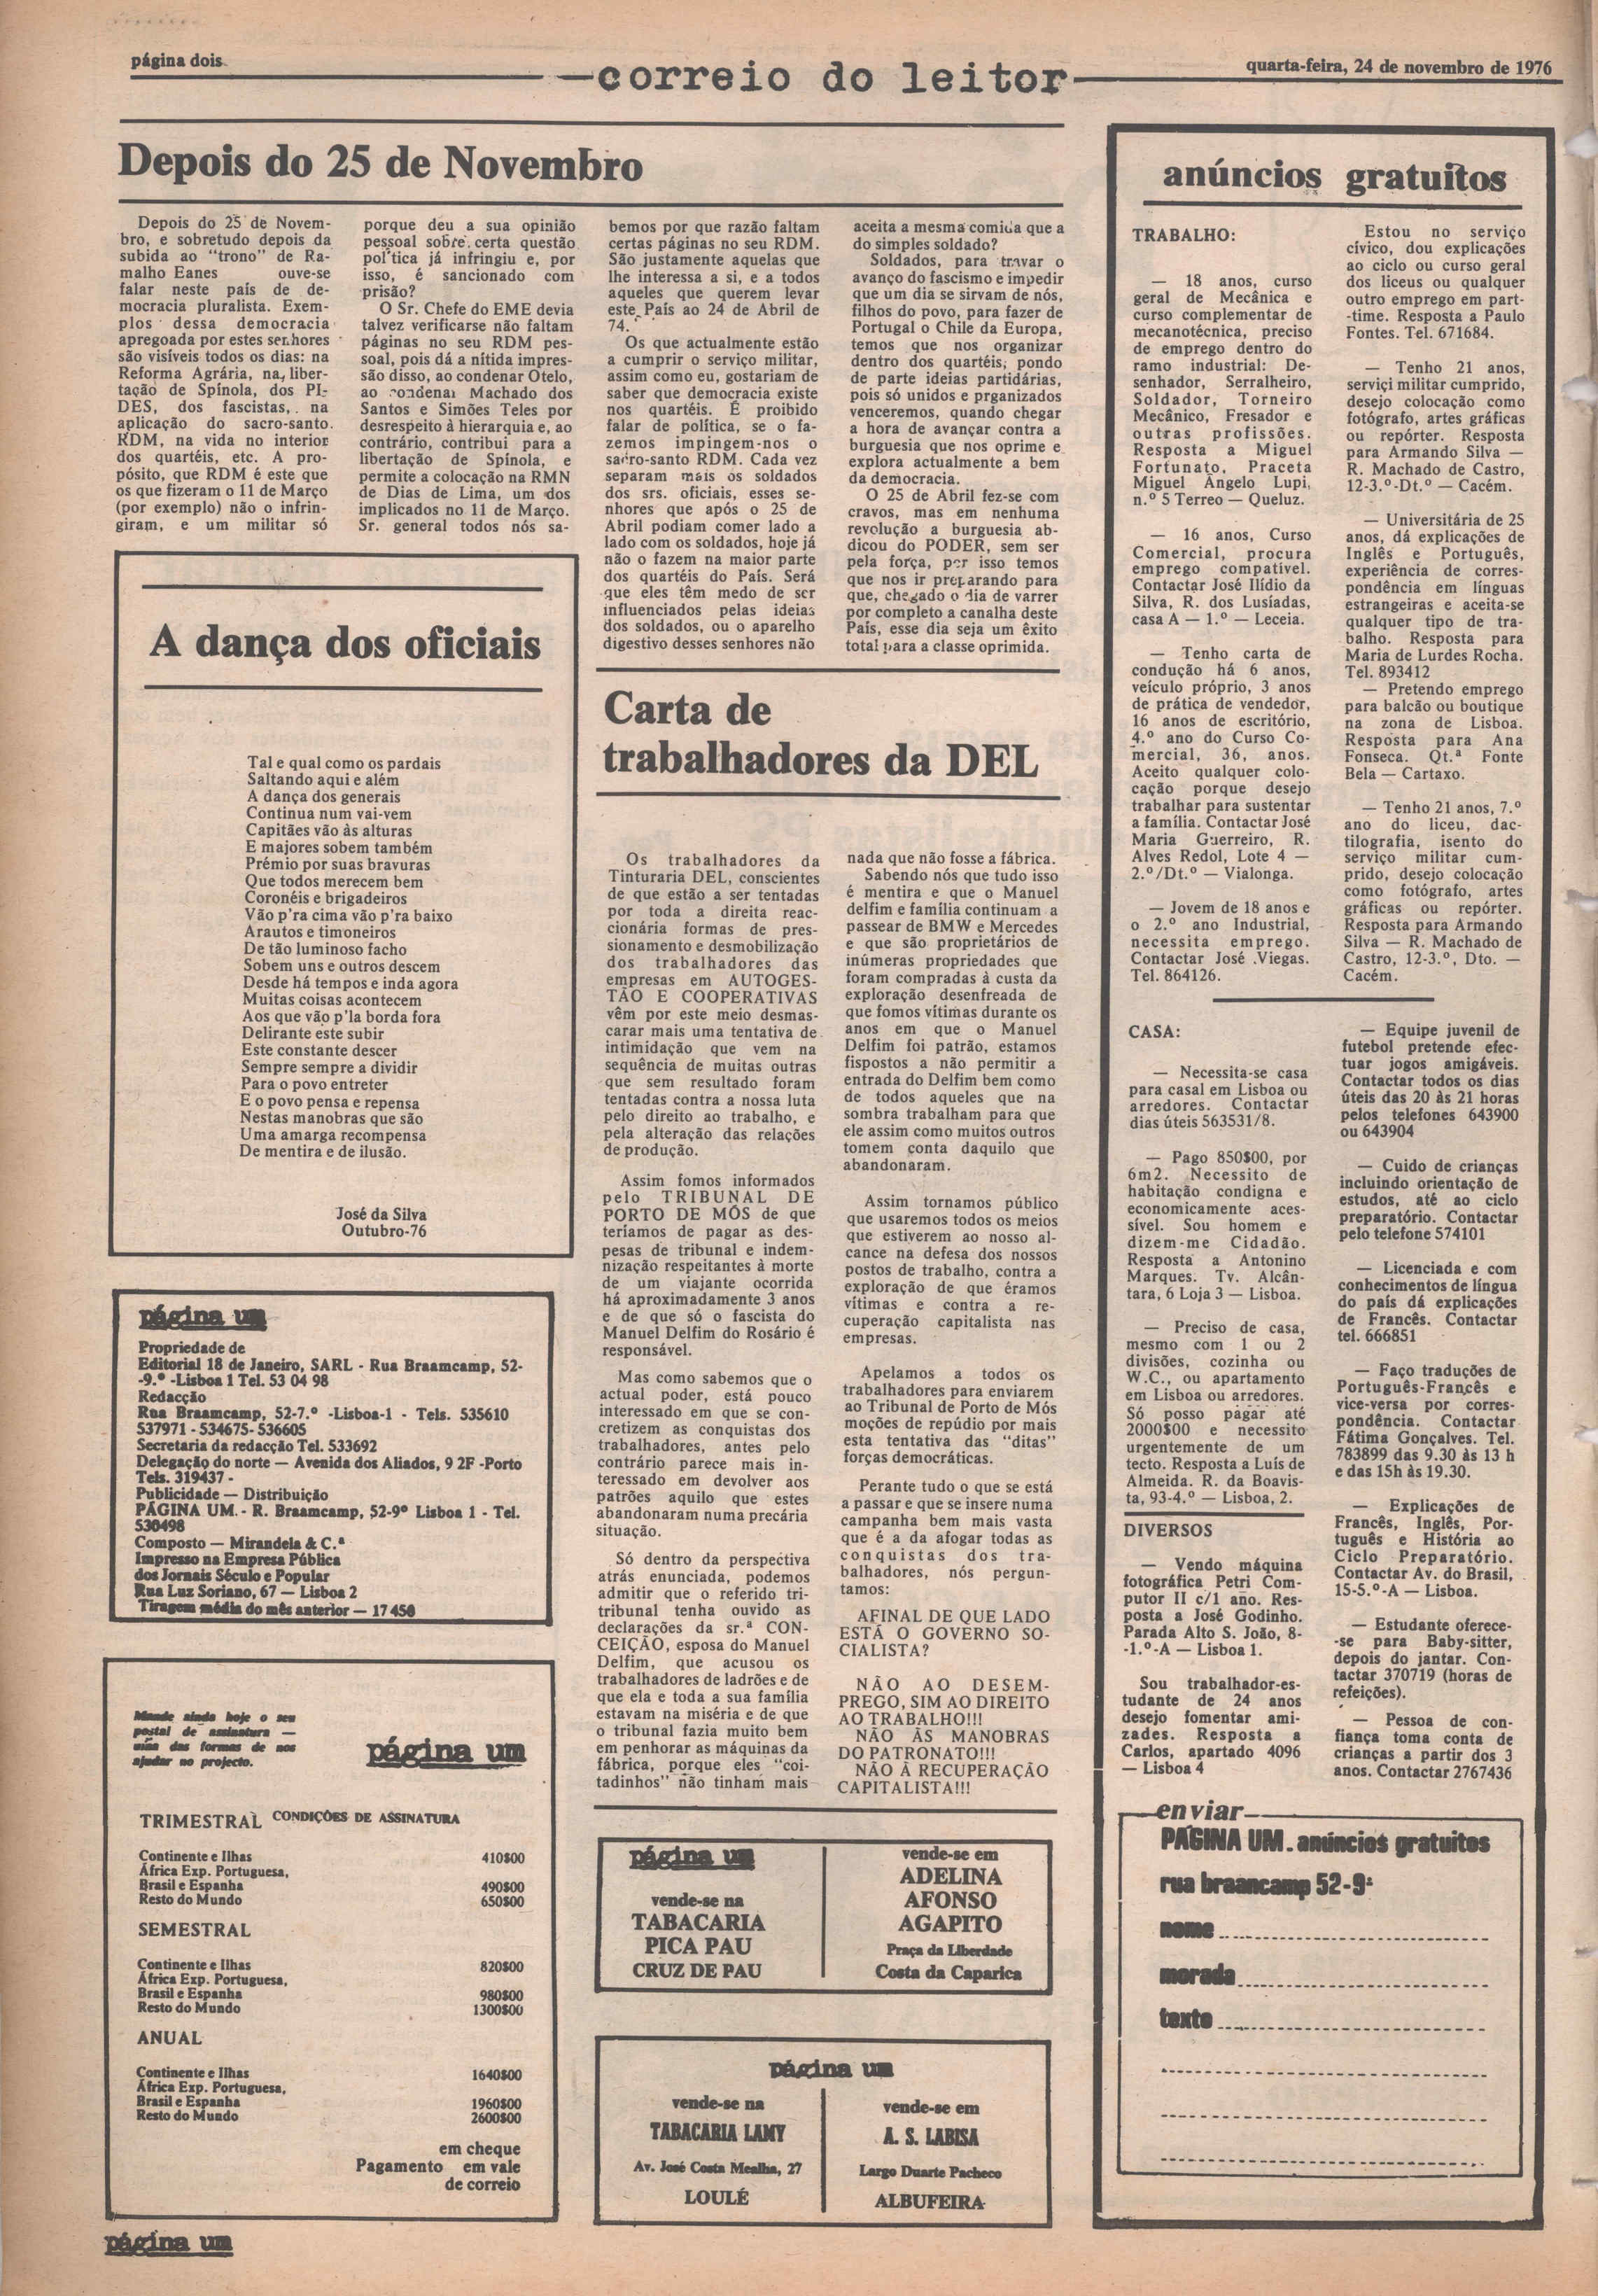 página dois
correio do leitor
quarta-feira, 24 de novembro de 1976
Depois do 25 de Novembro
Depois do 25 de Novem-
bro, e sobretudo depois da
subida ao "trono" de Ra-
malho Eanes ouve-se
falar neste país de de-
mocracia pluralista. Exem-
plos dessa democracia
apregoada por estes senhores
são visíveis todos os dias: na
Reforma Agrária, na liber-
tação de Spínola, dos PI-
DES, dos fascistas, na
aplicação do sacro-santo
RDM, na vida no interior
dos quartéis, etc. A pro-
pósito, que RDM é este que
os que fizeram o 11 de Março
(por exemplo) não o infrin-
giram, e um militar só
porque deu a sua opinião
pessoal sobre certa questão
pol'tica já infringiu e, por
isso, é sancionado com
prisão?
O Sr. Chefe do EME devia
talvez verificarse não faltam
páginas no seu RDM pes-
soal, pois dá a nítida impres-
são disso, ao condenar Otelo,
ao condenar Machado dos
Santos e Simões Teles por
desrespeito à hierarquia e, ao
contrário, contribui para a
libertação de Spínola, e
permite a colocação na RMN
de Dias de Lima, um dos
implicados no 11 de Março.
Sr. general todos nós sa-
bemos por que razão faltam
certas páginas no seu RDM.
São justamente aquelas que
lhe interessa a si, e a todos
aqueles que querem levar
este País ao 24 de Abril de
74.
Os que actualmente estão
a cumprir o serviço militar,
assim como eu, gostariam de
saber que democracia existe
nos quartéis. É proibido
falar de política, se o fa-
zemos impingem-nos o
sacro-santo RDM. Cada vez
separam mais os soldados
dos srs. oficiais, esses se-
nhores que após o 25 de
Abril podiam comer lado a
lado com os soldados, hoje já
não o fazem na maior parte
dos quartéis do País. Será
que eles têm medo de ser
influenciados pelas ideias
dos soldados, ou o aparelho
digestivo desses senhores não
aceita a mesma comida que a
do simples soldado?
Soldados, para travar o
avanço do fascismo e impedir
que um dia se sirvam de nós,
filhos do povo, para fazer de
Portugal o Chile da Europa,
temos que nos organizar
dentro dos quartéis, pondo
de parte ideias partidárias,
pois só unidos e prganizados
venceremos, quando chegar
a hora de avançar contra a
burguesia que nos oprime e
explora actualmente a bem
da democracia.
O 25 de Abril fez-se com
cravos, mas em nenhuma
revolução a burguesia ab-
dicou do PODER, sem ser
pela força, por isso temos
que nos ir preparando para
que, chegado o dia de varrer
por completo a canalha deste
País, esse dia seja um êxito
total para a classe oprimida.
A dança dos oficiais
Tal e qual como os pardais
Saltando aqui e além
A dança dos generais
Continua num vai-vem
Capitães vão às alturas
E majores sobem também
Prémio por suas bravuras
Que todos merecem bem
Coronéis e brigadeiros
Vão p'ra cima vão p'ra baixo
Arautos e timoneiros
De tão luminoso facho
Sobem uns e outros descem
Desde há tempos e inda agora
Muitas coisas acontecem
Aos que vão p'la borda fora
Delirante este subir
Este constante descer
Sempre sempre a dividir
Para o povo entreter
E o povo pensa e repensa
Nestas manobras que são
Uma amarga recompensa
De mentira e de ilusão.
José da Silva
Outubro-76
página um
Propriedade de
Editorial 18 de Janeiro, SARL - Rua Braamcamp, 52-
-9.º -Lisboa 1 Tel. 53 04 98
Redacção
Rua Braamcamp, 52-7.º -Lisboa-1 - Tels. 535610
537971 - 534675- 536605
Secretaria da redacção Tel. 533692
Delegação do norte — Avenida dos Aliados, 9 2F -Porto
Tels. 319437 -
Publicidade — Distribuição
PÁGINA UM. - R. Braamcamp, 52-9º Lisboa 1 - Tel.
530498
Composto — Mirandela & C.ª
Impresso na Empresa Pública
dos Jornais Século e Popular
Rua Luz Soriano, 67 — Lisboa 2
Tiragem média do mês anterior — 17 450
Mande ainda hoje o seu
postal de assinatura —
uma das formas de nos
ajudar no projecto.
página um
TRIMESTRAL CONDIÇÕES DE ASSINATURA
Continente e Ilhas 410$00
África Exp. Portuguesa,
Brasil e Espanha 490$00
Resto do Mundo 650$00
SEMESTRAL
Continente e Ilhas 820$00
África Exp. Portuguesa,
Brasil e Espanha 980$00
Resto do Mundo 1300$00
ANUAL
Continente e Ilhas 1640$00
África Exp. Portuguesa,
Brasil e Espanha 1960$00
Resto do Mundo 2600$00
em cheque
Pagamento em vale
de correio
página um
Carta de
trabalhadores da DEL
Os trabalhadores da
Tinturaria DEL, conscientes
de que estão a ser tentadas
por toda a direita reac-
cionária formas de pres-
sionamento e desmobilização
dos trabalhadores das
empresas em AUTOGES-
TÃO E COOPERATIVAS
vêm por este meio desmas-
carar mais uma tentativa de
intimidação que vem na
sequência de muitas outras
que sem resultado foram
tentadas contra a nossa luta
pelo direito ao trabalho, e
pela alteração das relações
de produção.
Assim fomos informados
pelo TRIBUNAL DE
PORTO DE MÓS de que
teríamos de pagar as des-
pesas de tribunal e indem-
nização respeitantes à morte
de um viajante ocorrida
há aproximadamente 3 anos
e de que só o fascista do
Manuel Delfim do Rosário é
responsável.
Mas como sabemos que o
actual poder, está pouco
interessado em que se con-
cretizem as conquistas dos
trabalhadores, antes pelo
contrário parece mais in-
teressado em devolver aos
patrões aquilo que estes
abandonaram numa precária
situação.
Só dentro da perspectiva
atrás enunciada, podemos
admitir que o referido tri-
tribunal tenha ouvido as
declarações da sr.ª CON-
CEIÇÃO, esposa do Manuel
Delfim, que acusou os
trabalhadores de ladrões e de
que ela e toda a sua família
estavam na miséria e de que
o tribunal fazia muito bem
em penhorar as máquinas da
fábrica, porque eles "coi-
tadinhos" não tinham mais
nada que não fosse a fábrica.
Sabendo nós que tudo isso
é mentira e que o Manuel
delfim e família continuam a
passear de BMW e Mercedes
e que são proprietários de
inúmeras propriedades que
foram compradas à custa da
exploração desenfreada de
que fomos vítimas durante os
anos em que o Manuel
Delfim foi patrão, estamos
fispostos a não permitir a
entrada do Delfim bem como
de todos aqueles que na
sombra trabalham para que
ele assim como muitos outros
tomem conta daquilo que
abandonaram.
Assim tornamos público
que usaremos todos os meios
que estiverem ao nosso al-
cance na defesa dos nossos
postos de trabalho, contra a
exploração de que éramos
vítimas e contra a re-
cuperação capitalista nas
empresas.
Apelamos a todos os
trabalhadores para enviarem
ao Tribunal de Porto de Mós
moções de repúdio por mais
esta tentativa das "ditas"
forças democráticas.
Perante tudo o que se está
a passar e que se insere numa
campanha bem mais vasta
que é a da afogar todas as
conquistas dos tra-
balhadores, nós pergun-
tamos:
AFINAL DE QUE LADO
ESTÁ O GOVERNO SO-
CIALISTA?
NÃO AO DESEM-
PREGO, SIM AO DIREITO
AO TRABALHO!!!
NÃO ÀS MANOBRAS
DO PATRONATO!!!
NÃO À RECUPERAÇÃO
CAPITALISTA!!!
página um
vende-se na
TABACARIA
PICA PAU
CRUZ DE PAU
vende-se em
ADELINA
AFONSO
AGAPITO
Praça da Liberdade
Costa da Caparica
página um
vende-se na
TABACARIA LAMY
Av. José Costa Mealha, 27
LOULÉ
vende-se em
A. S. LABISA
Largo Duarte Pacheco
ALBUFEIRA
anúncios gratuitos
TRABALHO:
— 18 anos, curso
geral de Mecânica e
curso complementar de
mecanotécnica, preciso
de emprego dentro do
ramo industrial: De-
senhador, Serralheiro,
Soldador, Torneiro
Mecânico, Fresador e
outras profissões.
Resposta a Miguel
Fortunato, Praceta
Miguel Ângelo Lupi,
n.º 5 Terreo — Queluz.
— 16 anos, Curso
Comercial, procura
emprego compativel.
Contactar José Ilídio da
Silva, R. dos Lusíadas,
casa A — 1.º — Leceia.
— Tenho carta de
condução há 6 anos,
veículo próprio, 3 anos
de prática de vendedor,
16 anos de escritório,
4.º ano do Curso Co-
mercial, 36, anos.
Aceito qualquer colo-
cação porque desejo
trabalhar para sustentar
a família. Contactar José
Maria Guerreiro, R.
Alves Redol, Lote 4 —
2.º/Dt.º — Vialonga.
— Jovem de 18 anos e
o 2.º ano Industrial,
necessita emprego.
Contactar José Viegas.
Tel. 864126.
Estou no serviço
cívico, dou explicações
ao ciclo ou curso geral
dos liceus ou qualquer
outro emprego em part-
-time. Resposta a Paulo
Fontes. Tel. 671684.
— Tenho 21 anos,
serviçi militar cumprido,
desejo colocação como
fotógrafo, artes gráficas
ou repórter. Resposta
para Armando Silva —
R. Machado de Castro,
12-3.º-Dt.º — Cacém.
— Universitária de 25
anos, dá explicações de
Inglês e Português,
experiência de corres-
pondência em línguas
estrangeiras e aceita-se
qualquer tipo de tra-
balho. Resposta para
Maria de Lurdes Rocha.
Tel. 893412
— Pretendo emprego
para balcão ou boutique
na zona de Lisboa.
Resposta para Ana
Fonseca. Qt.ª Fonte
Bela — Cartaxo.
— Tenho 21 anos, 7.º
ano do liceu, dac-
tilografia, isento do
serviço militar cum-
prido, desejo colocação
como fotógrafo, artes
gráficas ou repórter.
Resposta para Armando
Silva — R. Machado de
Castro, 12-3.º, Dto. —
Cacém.
CASA:
— Necessita-se casa
para casal em Lisboa ou
arredores. Contactar
dias úteis 563531/8.
— Pago 850$00, por
6m2. Necessito de
habitação condigna e
economicamente aces-
sível. Sou homem e
dizem-me Cidadão.
Resposta a Antonino
Marques. Tv. Alcân-
tara, 6 Loja 3 — Lisboa.
— Preciso de casa,
mesmo com 1 ou 2
divisões, cozinha ou
W.C., ou apartamento
em Lisboa ou arredores.
Só posso pagar até
2000$00 e necessito
urgentemente de um
tecto. Resposta a Luís de
Almeida. R. da Boavis-
ta, 93-4.º — Lisboa, 2.
DIVERSOS
— Vendo máquina
fotográfica Petri Com-
putor II c/1 ano. Res-
posta a José Godinho.
Parada Alto S. João, 8-
-1.º-A — Lisboa 1.
Sou trabalhador-es-
tudante de 24 anos
desejo fomentar ami-
zades. Resposta a
Carlos, apartado 4096
— Lisboa 4
— Equipe juvenil de
futebol pretende efec-
tuar jogos amigáveis.
Contactar todos os dias
úteis das 20 às 21 horas
pelos telefones 643900
ou 643904
— Cuido de crianças
incluindo orientação de
estudos, até ao ciclo
preparatório. Contactar
pelo telefone 574101
— Licenciada e com
conhecimentos de língua
do país dá explicações
de Francês. Contactar
tel. 666851
— Faço traduções de
Português-Francês e
vice-versa por corres-
pondência. Contactar
Fátima Gonçalves. Tel.
783899 das 9.30 às 13 h
e das 15h às 19.30.
— Explicações de
Francês, Inglês, Por-
tuguês e História ao
Ciclo Preparatório.
Contactar Av. do Brasil,
15-5.º-A — Lisboa.
— Estudante oferece-
-se para Baby-sitter,
depois do jantar. Con-
tactar 370719 (horas de
refeições).
— Pessoa de con-
fiança toma conta de
crianças a partir dos 3
anos. Contactar 2767436
enviar
PÁGINA UM. anúncios gratuitos
rua braancamp 52-9º
nome
morada
texto